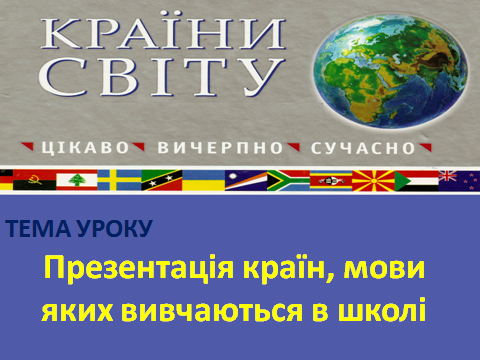 КРАЇНИ
СВІТУ
ЦІКАВО ВИЧЕРПНО СУЧАСНО
ТЕМА УРОКУ
Презентація країн, мови
яких вивчаються в школі